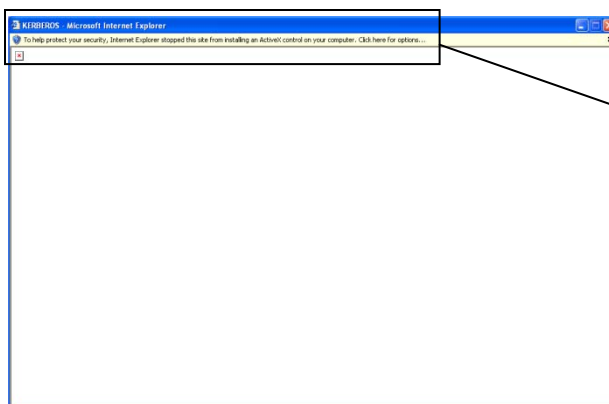 KERBEROS - Microsoft Internet Explorer
To help protect your security, Internet Explorer stopped this site from installing an ActiveX control on your computer. Click here for options...